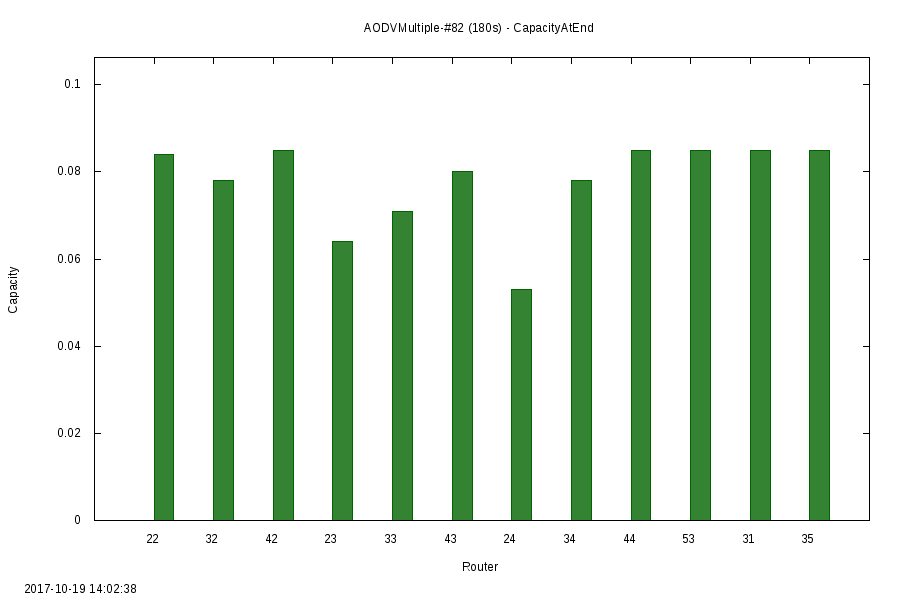 AODVMultiple-#82 (180s) - CapacityAtEnd
0.1
0.08
0.06
0.04
0.02
0
Capacity
22 32 42 23 33 43 24 34 44 53 31 35
Router
2017-10-19 14:02:38